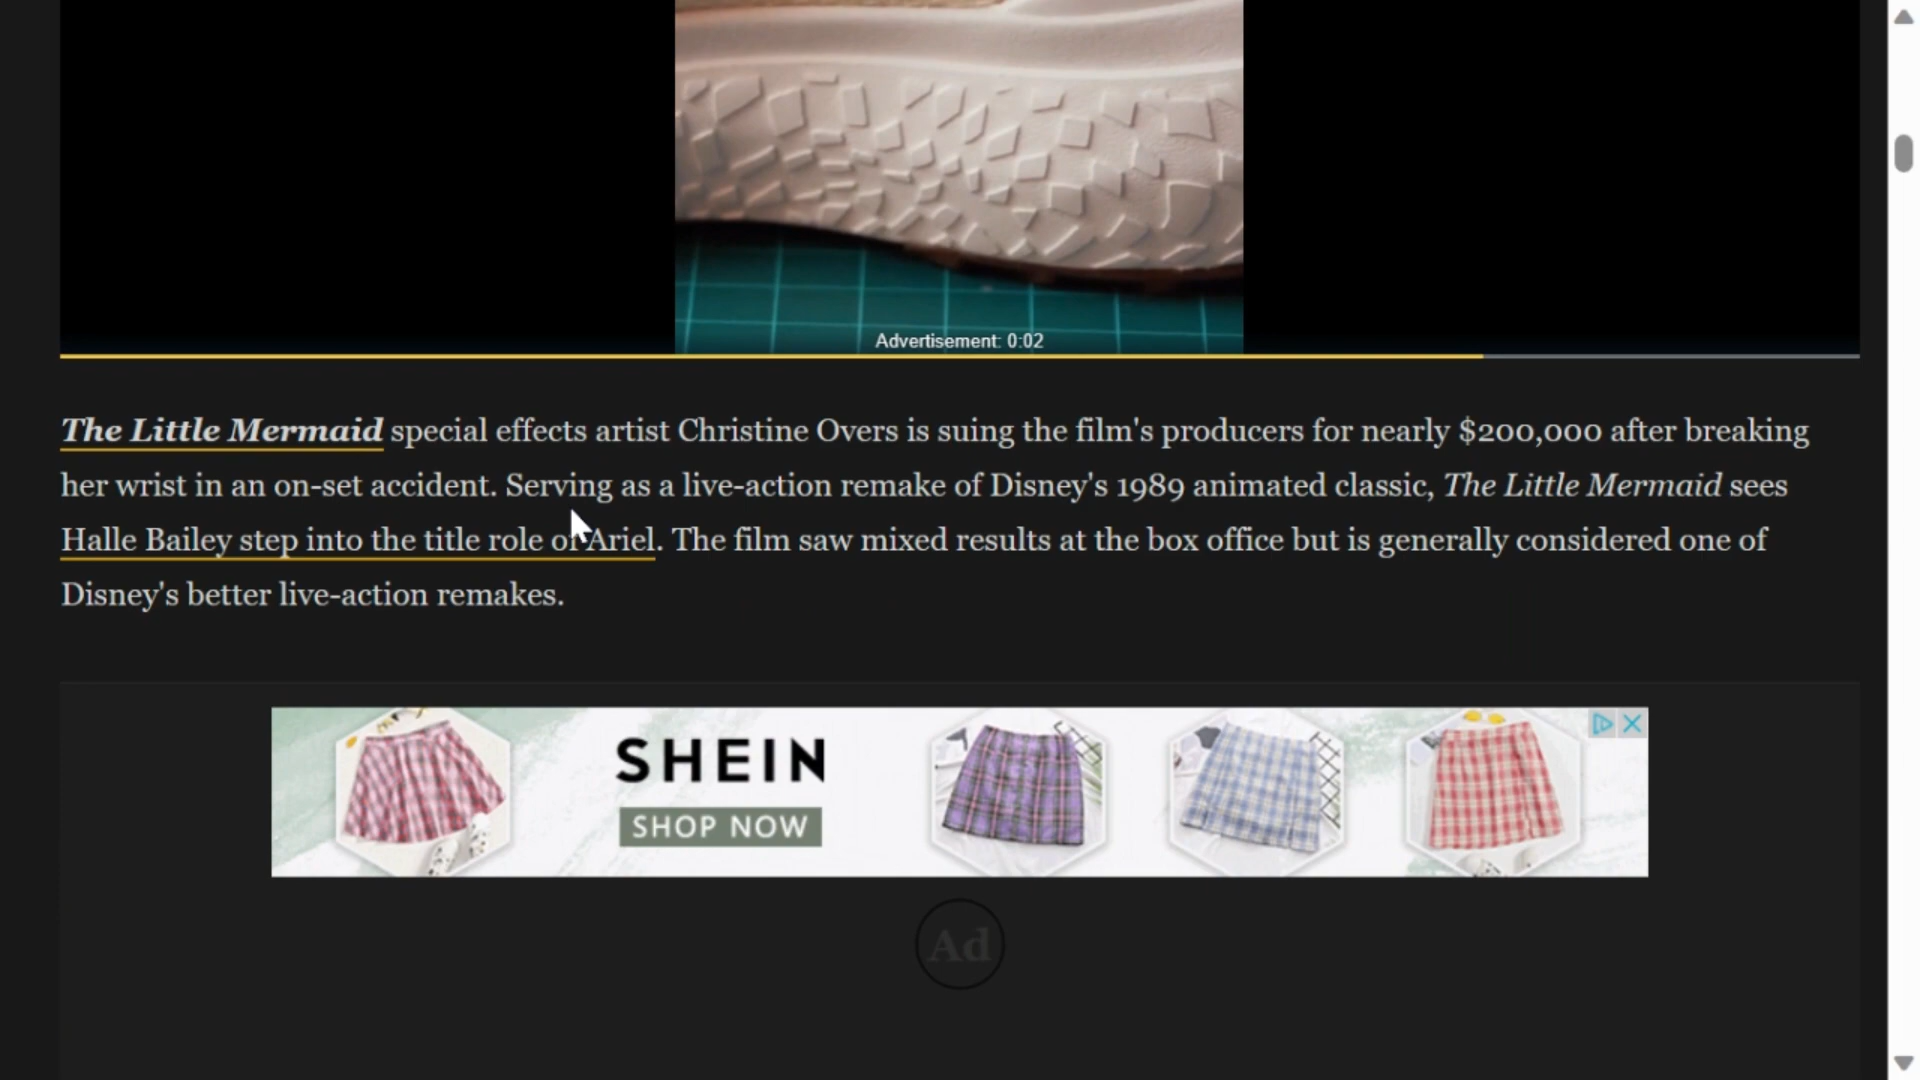 Advertisement: 0:02
The Little Mermaid special effects artist Christine Overs is suing the film's producers for nearly $200,000 after breaking
her wrist in an on-set accident. Serving as a live-action remake of Disney's 1989 animated classic, The Little Mermaid sees
Halle Bailey step into the title role of Ariel. The film saw mixed results at the box office but is generally considered one of
Disney's better live-action remakes.
SHEIN
SHOP NOW
Ad